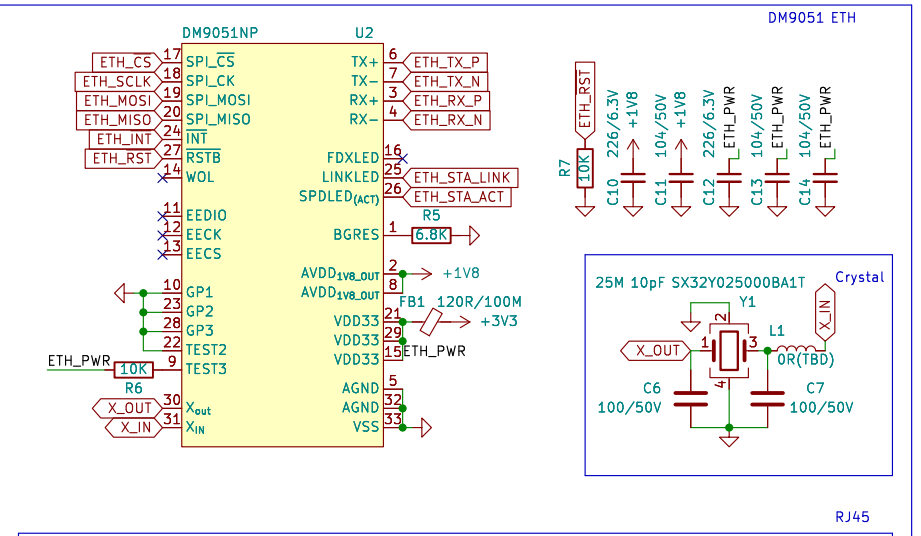 DM9051 ETH
DM9051NP U2
ETH_CS 17 SPI_CS TX+ 6 ETH_TX_P
ETH_SCLK 18 SPI_CK TX- 7 ETH_TX_N
ETH_MOSI 19 SPI_MOSI RX+ 3 ETH_RX_P
ETH_MISO 20 SPI_MISO RX- 4 ETH_RX_N
ETH_INT 24 INT
ETH_RST 27 RSTB FDXLED 16
14 WOL LINKLED 25 ETH_STA_LINK
SPDLED(ACT) 26 ETH_STA_ACT
11 EEDIO R5
12 EECK BGRES 1 6.8K
13 EECS
AVDD1V8_OUT 2 +1V8
10 GP1 AVDD1V8_OUT 8
FB1 120R/100M
23 GP2 VDD33 21 +3V3
28 GP3 VDD33 29
22 TEST2 VDD33 15 ETH_PWR
ETH_PWR 10K 9 TEST3
R6
AGND 5
X_OUT 30 Xout AGND 32
X_IN 31 XIN VSS 33
ETH_RST
R7 10K
226/6.3V +1V8
C10
104/50V +1V8
C11
226/6.3V ETH_PWR
C12
104/50V ETH_PWR
C13
104/50V ETH_PWR
C14
Crystal
25M 10pF SX32Y025000BA1T
Y1
X_IN
2
L1
X_OUT 1 3
0R(TBD)
4
C6 C7
100/50V 100/50V
RJ45